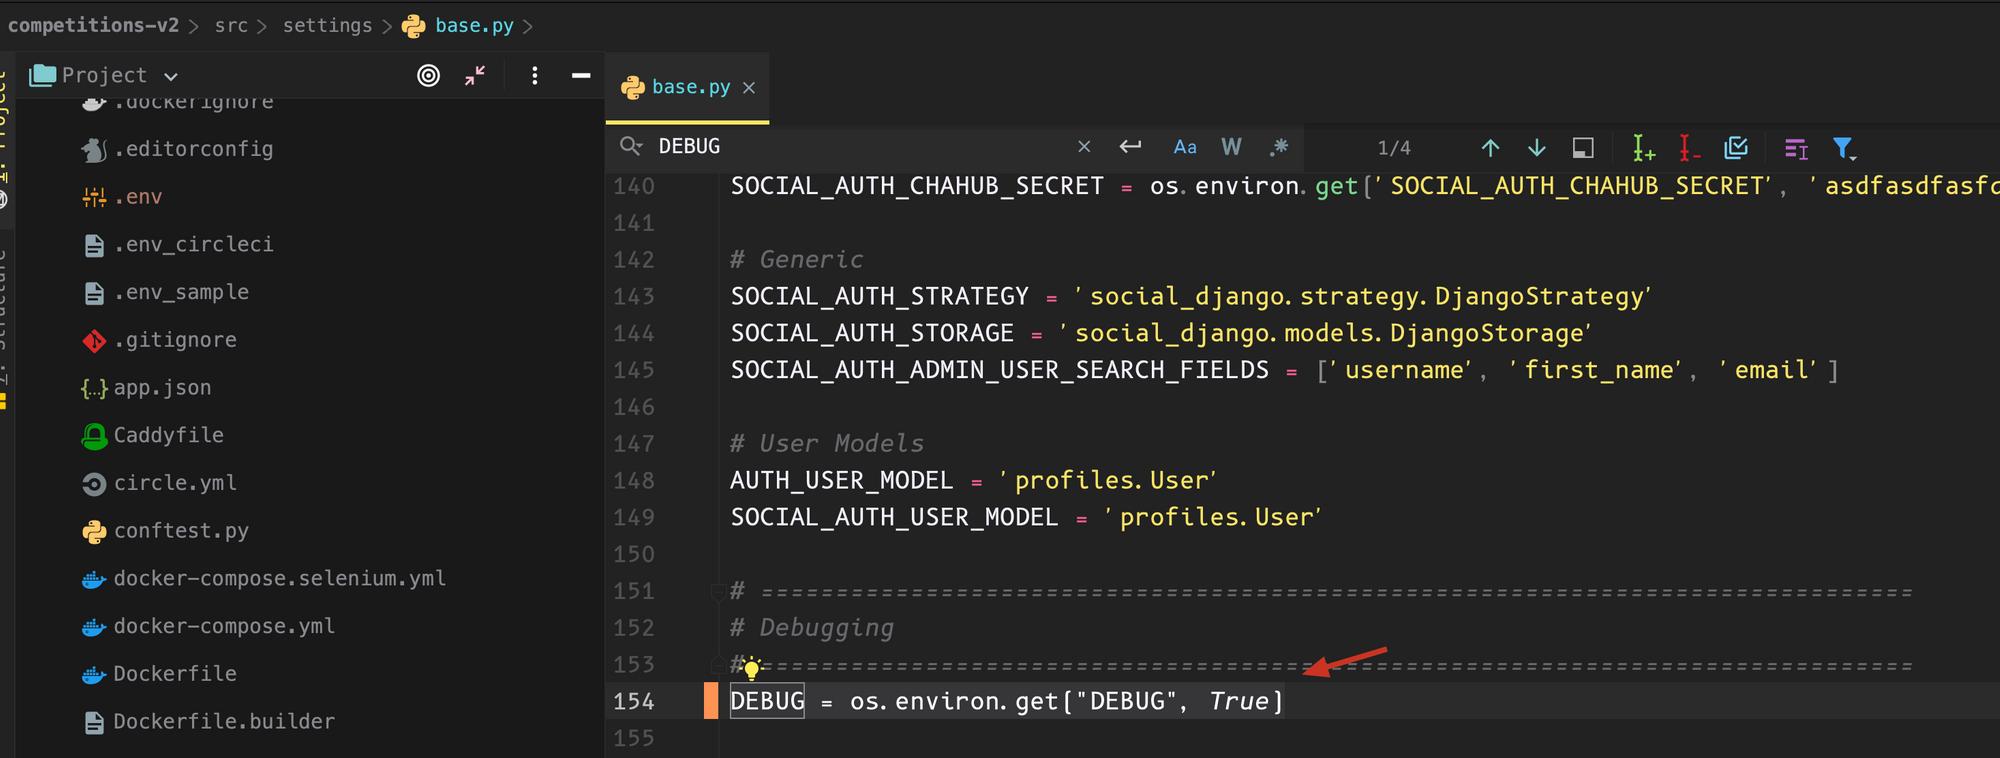 competitions-v2 > src > settings > base.py >
Project
.dockerignore
.editorconfig
.env
.env_circleci
.env_sample
.gitignore
app.json
Caddyfile
circle.yml
conftest.py
docker-compose.selenium.yml
docker-compose.yml
Dockerfile
Dockerfile.builder
1: Project
Structure
base.py
DEBUG
Aa W .* 1/4
140 SOCIAL_AUTH_CHAHUB_SECRET = os.environ.get('SOCIAL_AUTH_CHAHUB_SECRET', 'asdfasdfasfd
141
142 # Generic
143 SOCIAL_AUTH_STRATEGY = 'social_django.strategy.DjangoStrategy'
144 SOCIAL_AUTH_STORAGE = 'social_django.models.DjangoStorage'
145 SOCIAL_AUTH_ADMIN_USER_SEARCH_FIELDS = ['username', 'first_name', 'email']
146
147 # User Models
148 AUTH_USER_MODEL = 'profiles.User'
149 SOCIAL_AUTH_USER_MODEL = 'profiles.User'
150
151 # =============================================================================
152 # Debugging
153 # =============================================================================
154 DEBUG = os.environ.get("DEBUG", True)
155